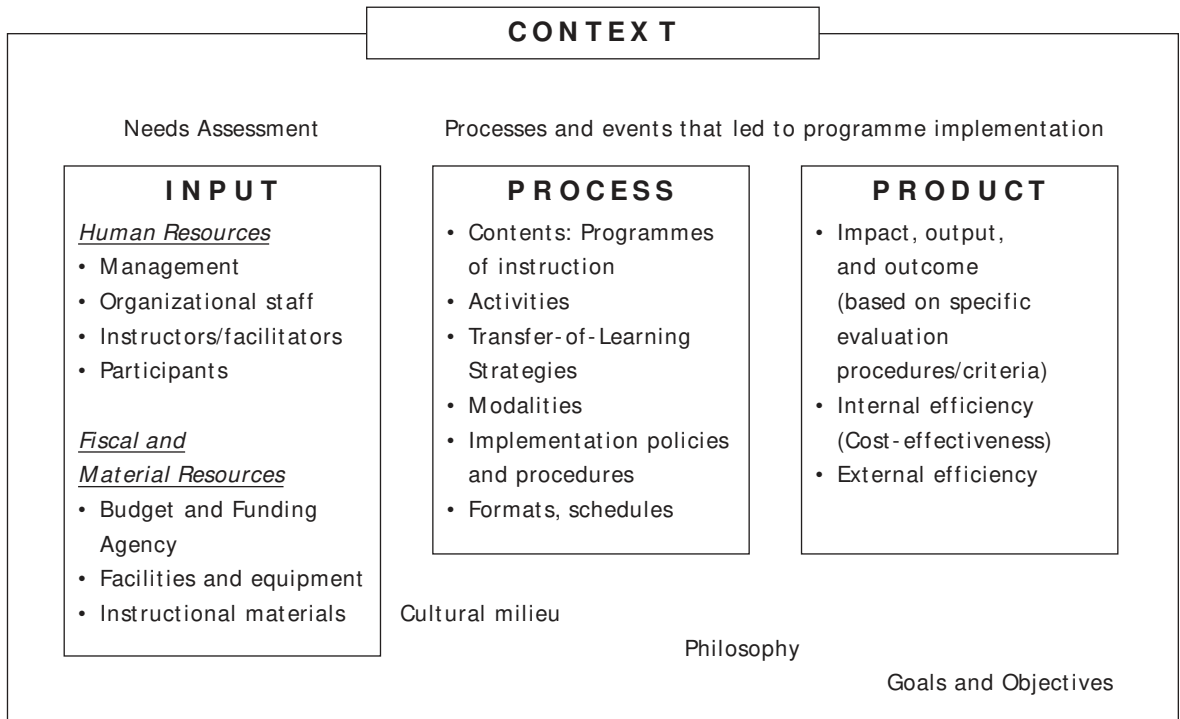 CONTEXT
Needs Assessment
Processes and events that led to programme implementation
INPUT
Human Resources
• Management
• Organizational staff
• Instructors/facilitators
• Participants
Fiscal and
Material Resources
• Budget and Funding
Agency
• Facilities and equipment
• Instructional materials
PROCESS
• Contents: Programmes
of instruction
• Activities
• Transfer-of-Learning
Strategies
• Modalities
• Implementation policies
and procedures
• Formats, schedules
PRODUCT
• Impact, output,
and outcome
(based on specific
evaluation
procedures/criteria)
• Internal efficiency
(Cost-effectiveness)
• External efficiency
Cultural milieu
Philosophy
Goals and Objectives